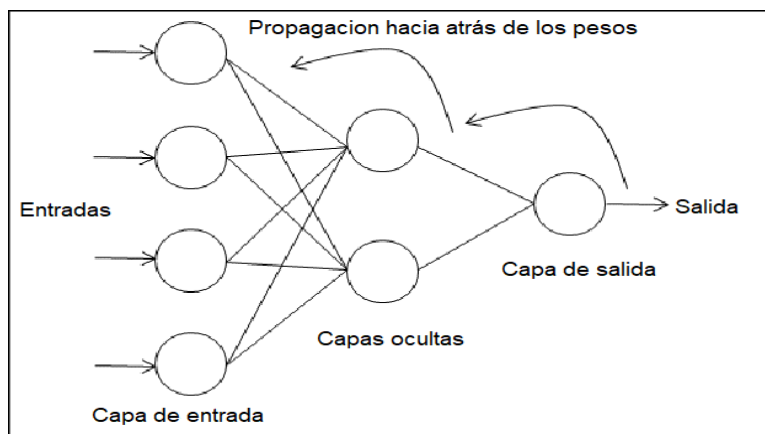 Propagacion hacia atrás de los pesos
Entradas
Salida
Capa de salida
Capas ocultas
Capa de entrada